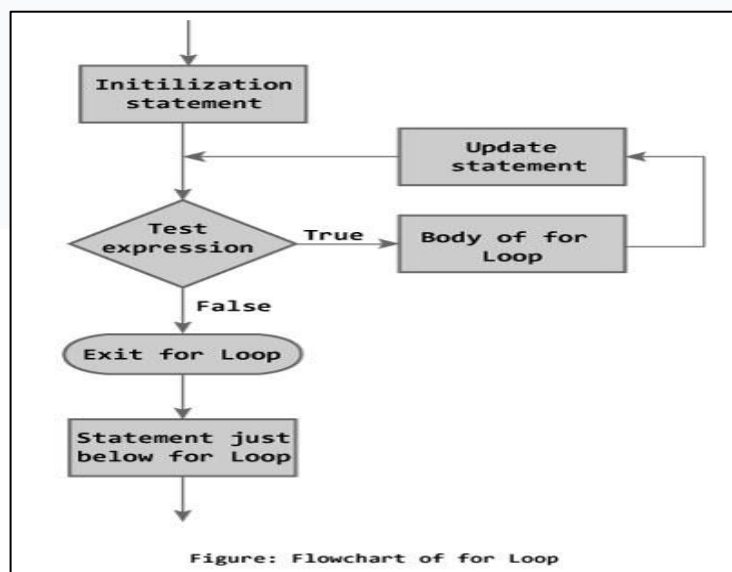 Initilization
statement
Update
statement
Test
expression
True
Body of for
Loop
False
Exit for Loop
Statement just
below for Loop
Figure: Flowchart of for Loop